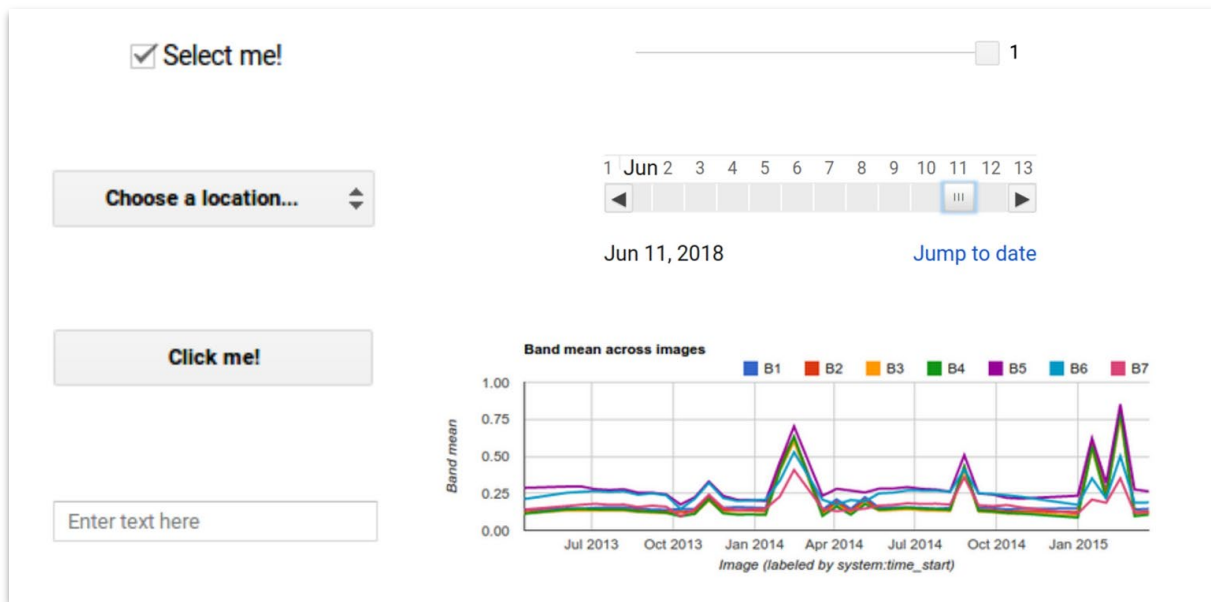 Select me!
1
1 Jun 2 3 4 5 6 7 8 9 10 11 12 13
Choose a location...
Jun 11, 2018 Jump to date
Click me!
Band mean across images
B1 B2 B3 B4 B5 B6 B7
1.00
0.75
0.50
0.25
0.00
Band mean
Jul 2013 Oct 2013 Jan 2014 Apr 2014 Jul 2014 Oct 2014 Jan 2015
Image (labeled by system:time_start)
Enter text here